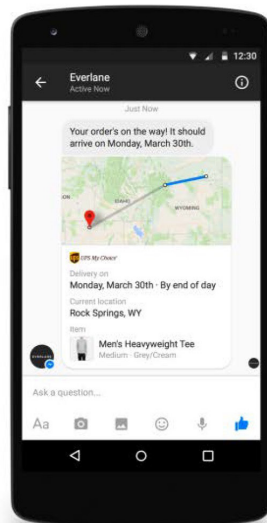 12:30
Everlane
Active Now
Just Now
Your order's on the way! It should
arrive on Monday, March 30th.
IDAHO
WYOMING
UPS My Choice
Delivery on
Monday, March 30th · By end of day
Current location
Rock Springs, WY
Item
Men's Heavyweight Tee
Medium · Grey/Cream
EVERLANE
Ask a question...
Aa